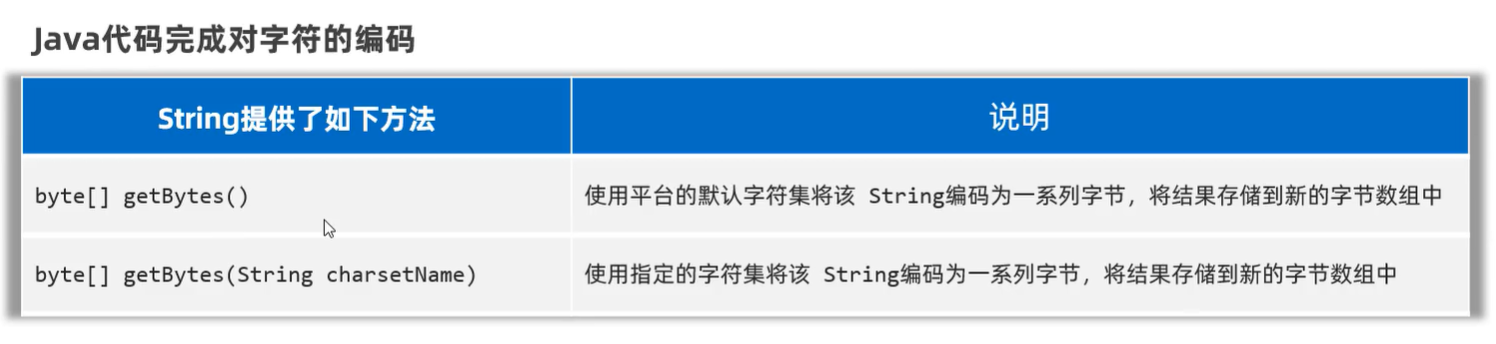 Java代码完成对字符的编码
String提供了如下方法
说明
byte[] getBytes()
使用平台的默认字符集将该 String编码为一系列字节，将结果存储到新的字节数组中
byte[] getBytes(String charsetName)
使用指定的字符集将该 String编码为一系列字节，将结果存储到新的字节数组中